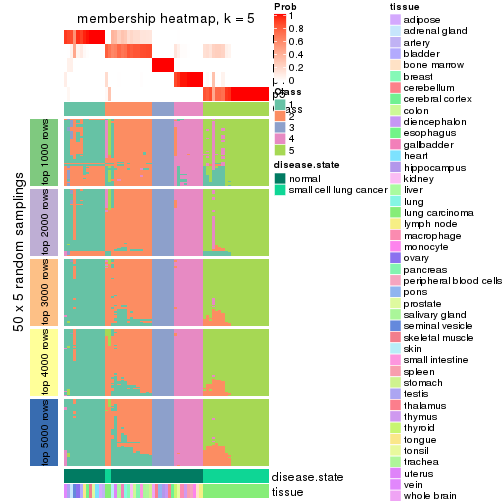 membership heatmap, k = 5
50 x 5 random samplings
top 1000 rows
top 2000 rows
top 3000 rows
top 4000 rows
top 5000 rows
Prob
1
0.8
0.6
0.4
0.2
0
Class
1
2
3
4
5
disease.state
normal
small cell lung cancer
disease.state
tissue
tissue
adipose
adrenal gland
artery
bladder
bone marrow
breast
cerebellum
cerebral cortex
colon
diencephalon
esophagus
gallbladder
heart
hippocampus
kidney
liver
lung
lung carcinoma
lymph node
macrophage
monocyte
ovary
pancreas
peripheral blood cells
pons
prostate
salivary gland
seminal vesicle
skeletal muscle
skin
small intestine
spleen
stomach
testis
thalamus
thymus
thyroid
tongue
tonsil
trachea
uterus
vein
whole brain